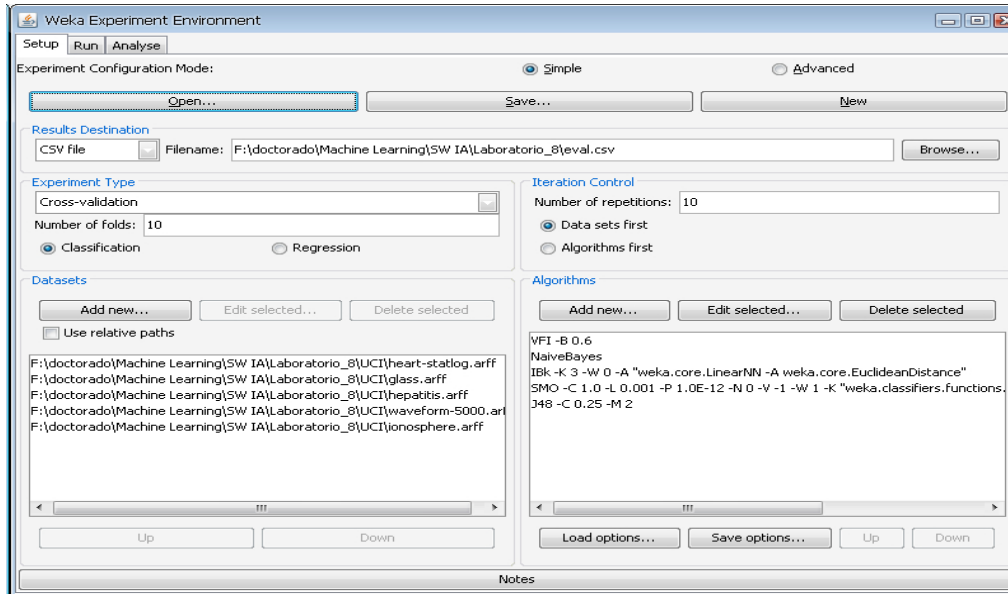 Weka Experiment Environment
Setup Run Analyse
Experiment Configuration Mode: Simple Advanced
Open... Save... New
Results Destination
CSV file Filename: F:\doctorado\Machine Learning\SW IA\Laboratorio_8\eval.csv Browse...
Experiment Type Iteration Control
Cross-validation Number of repetitions: 10
Number of folds: 10 Data sets first
Classification Regression Algorithms first
Datasets Algorithms
Add new... Edit selected... Delete selected Add new... Edit selected... Delete selected
Use relative paths
VFI -B 0.6
NaiveBayes
F:\doctorado\Machine Learning\SW IA\Laboratorio_8\UCI\heart-statlog.arff IBk -K 3 -W 0 -A "weka.core.LinearNN -A weka.core.EuclideanDistance"
F:\doctorado\Machine Learning\SW IA\Laboratorio_8\UCI\glass.arff SMO -C 1.0 -L 0.001 -P 1.0E-12 -N 0 -V -1 -W 1 -K "weka.classifiers.functions.
F:\doctorado\Machine Learning\SW IA\Laboratorio_8\UCI\hepatitis.arff J48 -C 0.25 -M 2
F:\doctorado\Machine Learning\SW IA\Laboratorio_8\UCI\waveform-5000.arf
F:\doctorado\Machine Learning\SW IA\Laboratorio_8\UCI\ionosphere.arff
Up Down Load options... Save options... Up Down
Notes